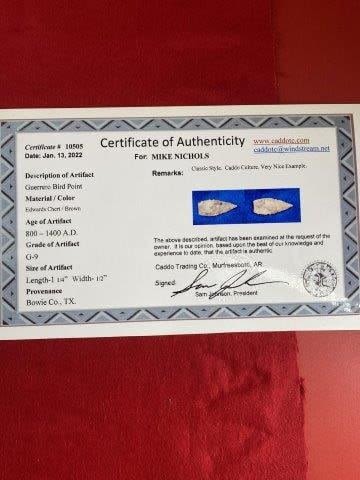 Certificate # 10505
Date: Jan. 13, 2022
Certificate of Authenticity
For: MIKE NICHOLS
www.caddotc.com
caddotc@windstream.net
Description of Artifact
Guerrero Bird Point
Material / Color
Edwards Chert / Brown
Age of Artifact
800 – 1400 A.D.
Grade of Artifact
G-9
Size of Artifact
Length-1 1/4" Width- 1/2"
Provenance
Bowie Co., TX.
Remarks: Classic Style, Caddo Culture, Very Nice Example.
The above described, artifact has been examined at the request of the
owner. It is our opinion, based upon the best of our knowledge and
experience to date, that the artifact is authentic.
Caddo Trading Co., Murfreesboro, AR
Signed:
Sam Johnson, President